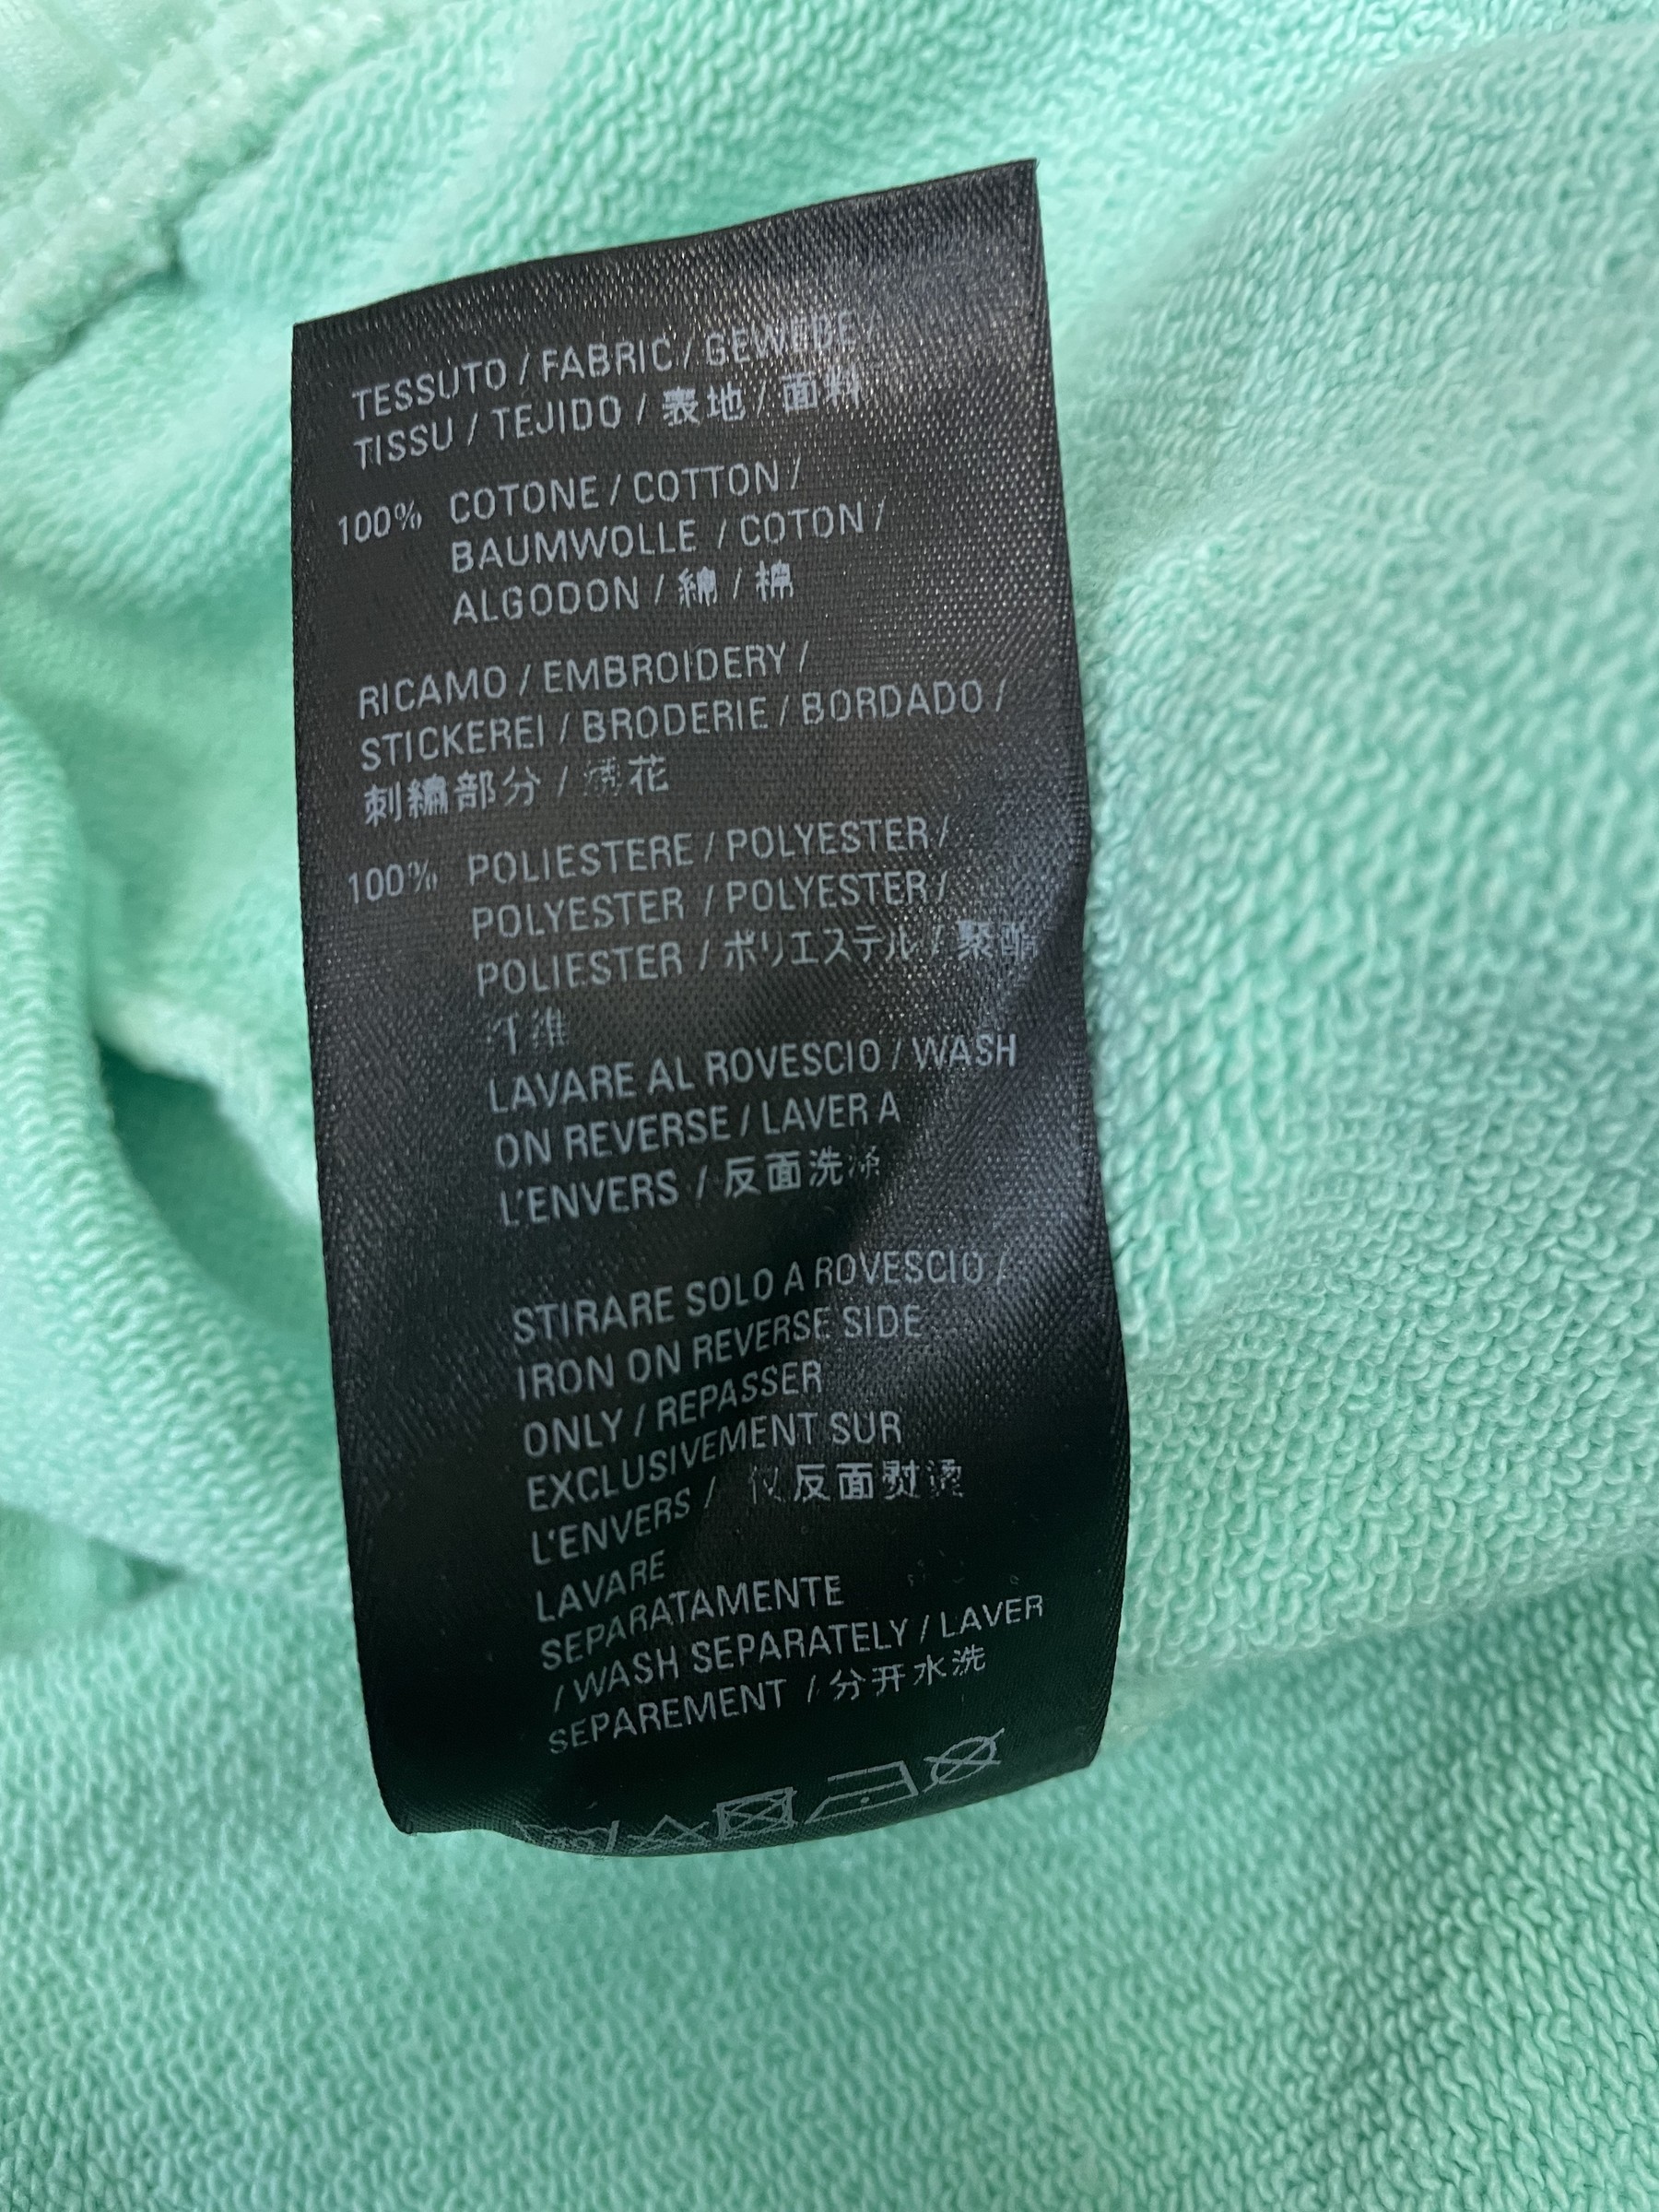 TESSUTO / FABRIC / GEWEBE /
TISSU / TEJIDO / 表地 / 面料
100% COTONE / COTTON /
BAUMWOLLE / COTON /
ALGODON / 綿 / 棉
RICAMO / EMBROIDERY /
STICKEREI / BRODERIE / BORDADO /
刺繍部分 / 绣花
100% POLIESTERE / POLYESTER /
POLYESTER / POLYESTER /
POLIESTER / ポリエステル / 聚酯
LAVARE AL ROVESCIO / WASH
ON REVERSE / LAVER A
L'ENVERS / 反面洗涤
STIRARE SOLO A ROVESCIO /
IRON ON REVERSE SIDE
ONLY / REPASSER
EXCLUSIVEMENT SUR
L'ENVERS / 仅反面熨烫
LAVARE
SEPARATAMENTE
/ WASH SEPARATELY / LAVER
SEPAREMENT / 分开水洗